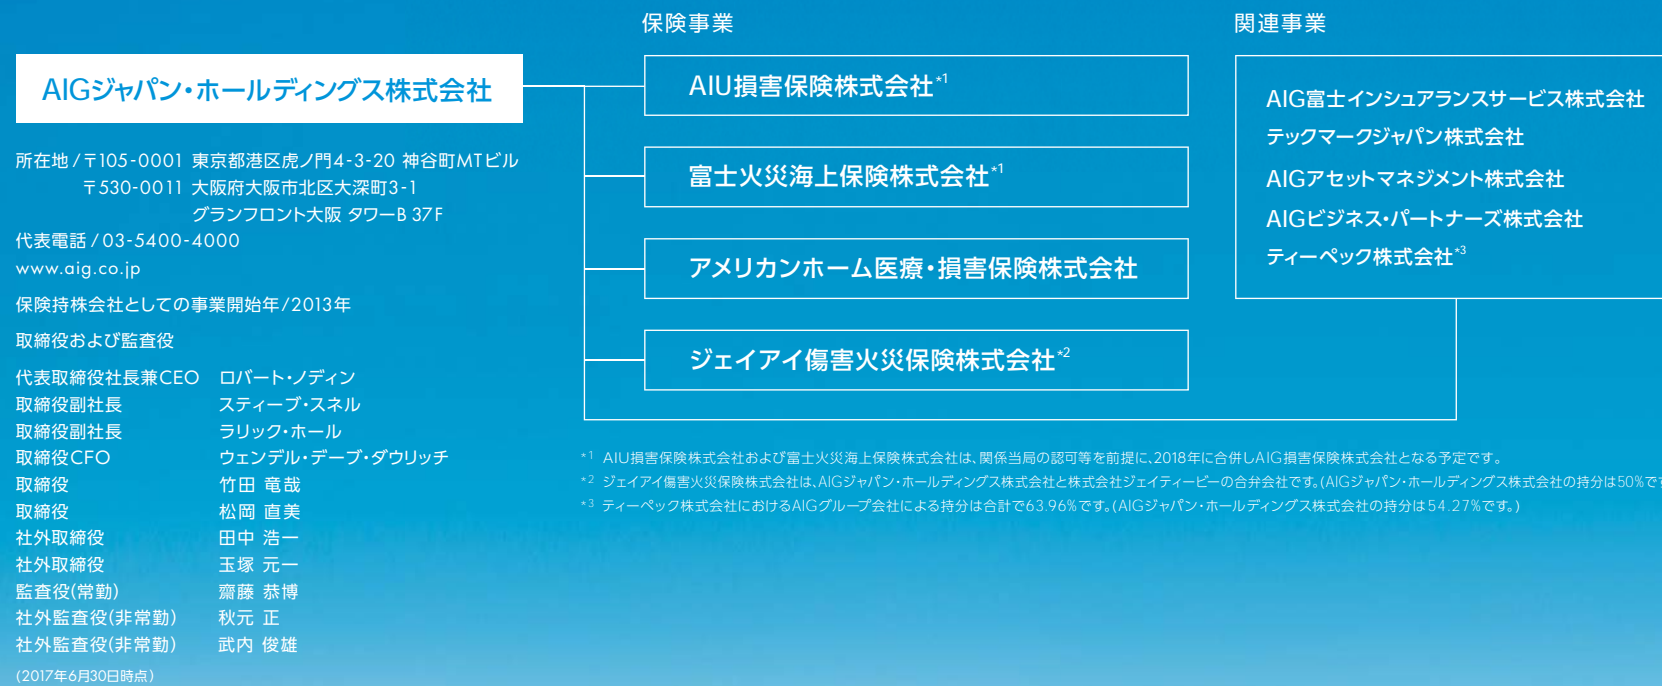 AIGジャパン・ホールディングス株式会社
所在地/〒105-0001 東京都港区虎ノ門4-3-20 神谷町MTビル
〒530-0011 大阪府大阪市北区大深町3-1
グランフロント大阪 タワーB 37F
代表電話/03-5400-4000
www.aig.co.jp
保険持株会社としての事業開始年/2013年
取締役および監査役
代表取締役社長兼CEO ロバート・ノディン
取締役副社長 スティーブ・スネル
取締役副社長 ラリック・ホール
取締役CFO ウェンデル・デーブ・ダウリッチ
取締役 竹田 竜哉
取締役 松岡 直美
社外取締役 田中 浩一
社外取締役 玉塚 元一
監査役(常勤) 齋藤 恭博
社外監査役(非常勤) 秋元 正
社外監査役(非常勤) 武内 俊雄
(2017年6月30日時点)
保険事業
AIU損害保険株式会社*1
富士火災海上保険株式会社*1
アメリカンホーム医療・損害保険株式会社
ジェイアイ傷害火災保険株式会社*2
関連事業
AIG富士インシュアランスサービス株式会社
テックマークジャパン株式会社
AIGアセットマネジメント株式会社
AIGビジネス・パートナーズ株式会社
ティーペック株式会社*3
*1 AIU損害保険株式会社および富士火災海上保険株式会社は、関係当局の認可等を前提に、2018年に合併しAIG損害保険株式会社となる予定です。
*2 ジェイアイ傷害火災保険株式会社は、AIGジャパン・ホールディングス株式会社と株式会社ジェイティービーの合弁会社です。(AIGジャパン・ホールディングス株式会社の持分は50%で
*3 ティーペック株式会社におけるAIGグループ会社による持分は合計で63.96%です。(AIGジャパン・ホールディングス株式会社の持分は54.27%です。)